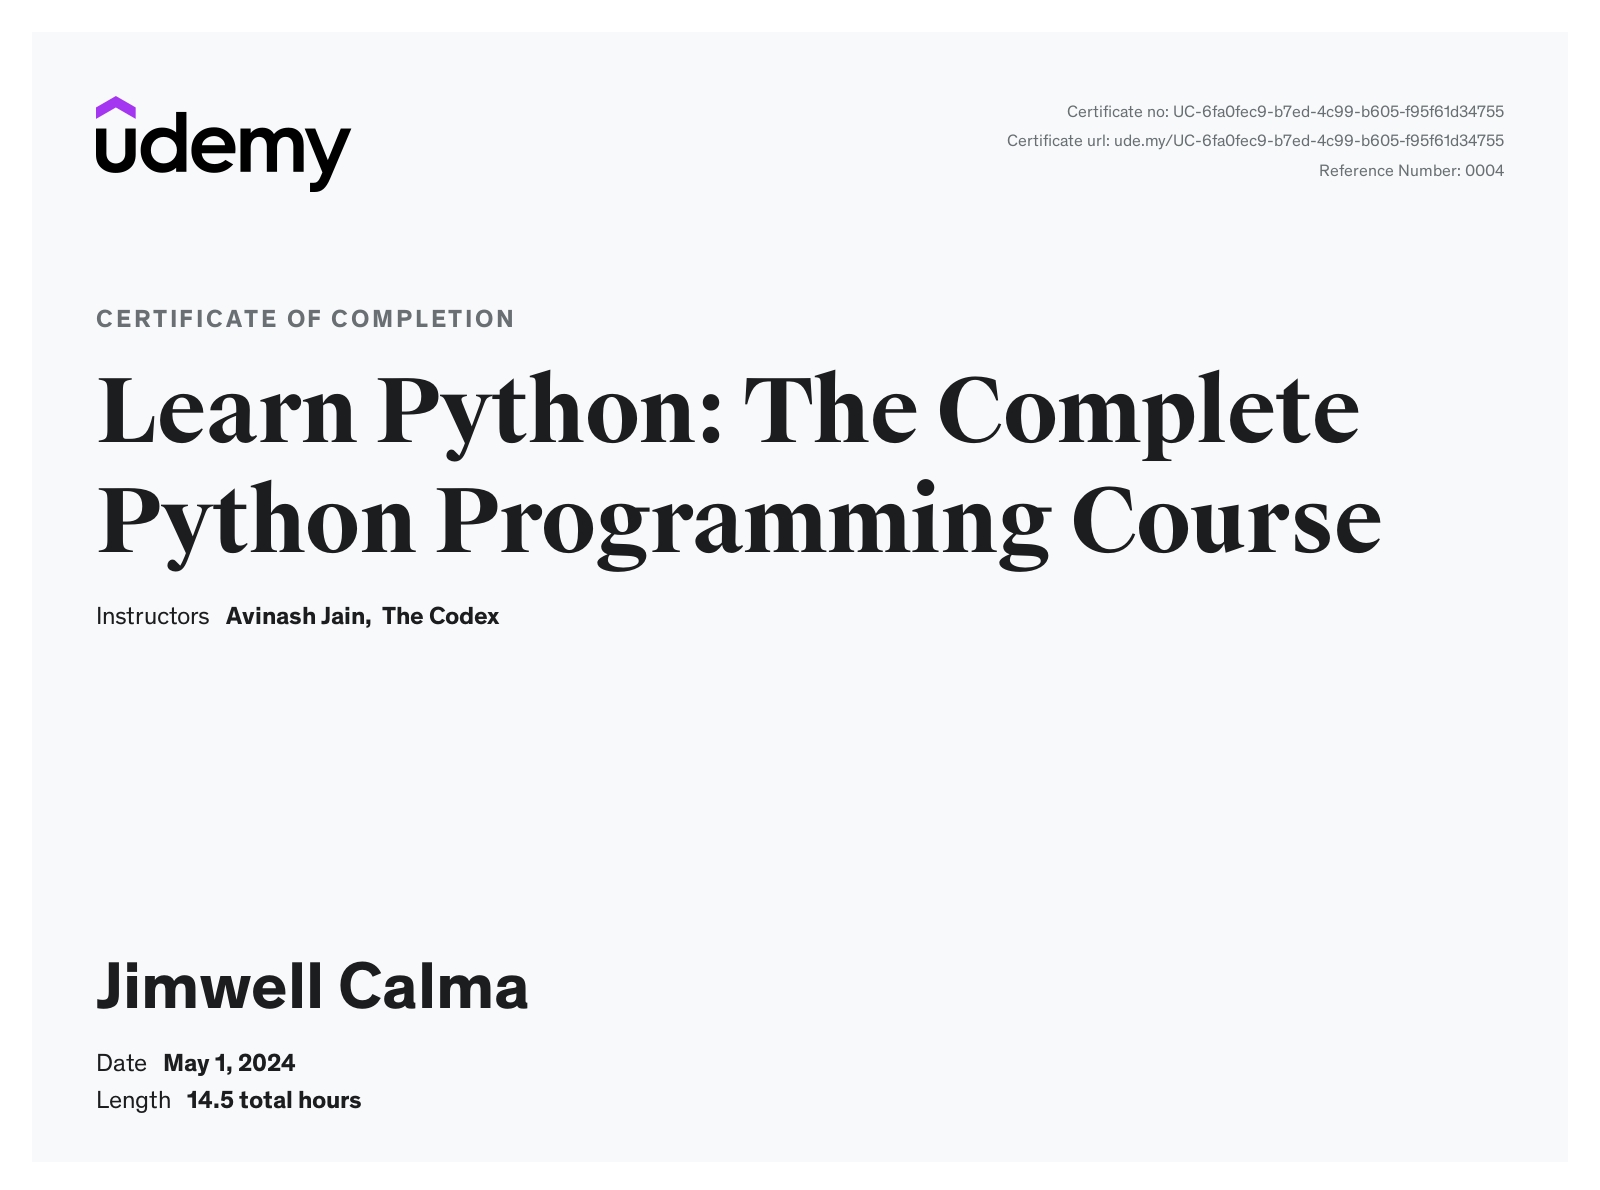 udemy
Certificate no: UC-6fa0fec9-b7ed-4c99-b605-f95f61d34755
Certificate url: ude.my/UC-6fa0fec9-b7ed-4c99-b605-f95f61d34755
Reference Number: 0004
CERTIFICATE OF COMPLETION
Learn Python: The Complete
Python Programming Course
Instructors Avinash Jain, The Codex
Jimwell Calma
Date May 1, 2024
Length 14.5 total hours